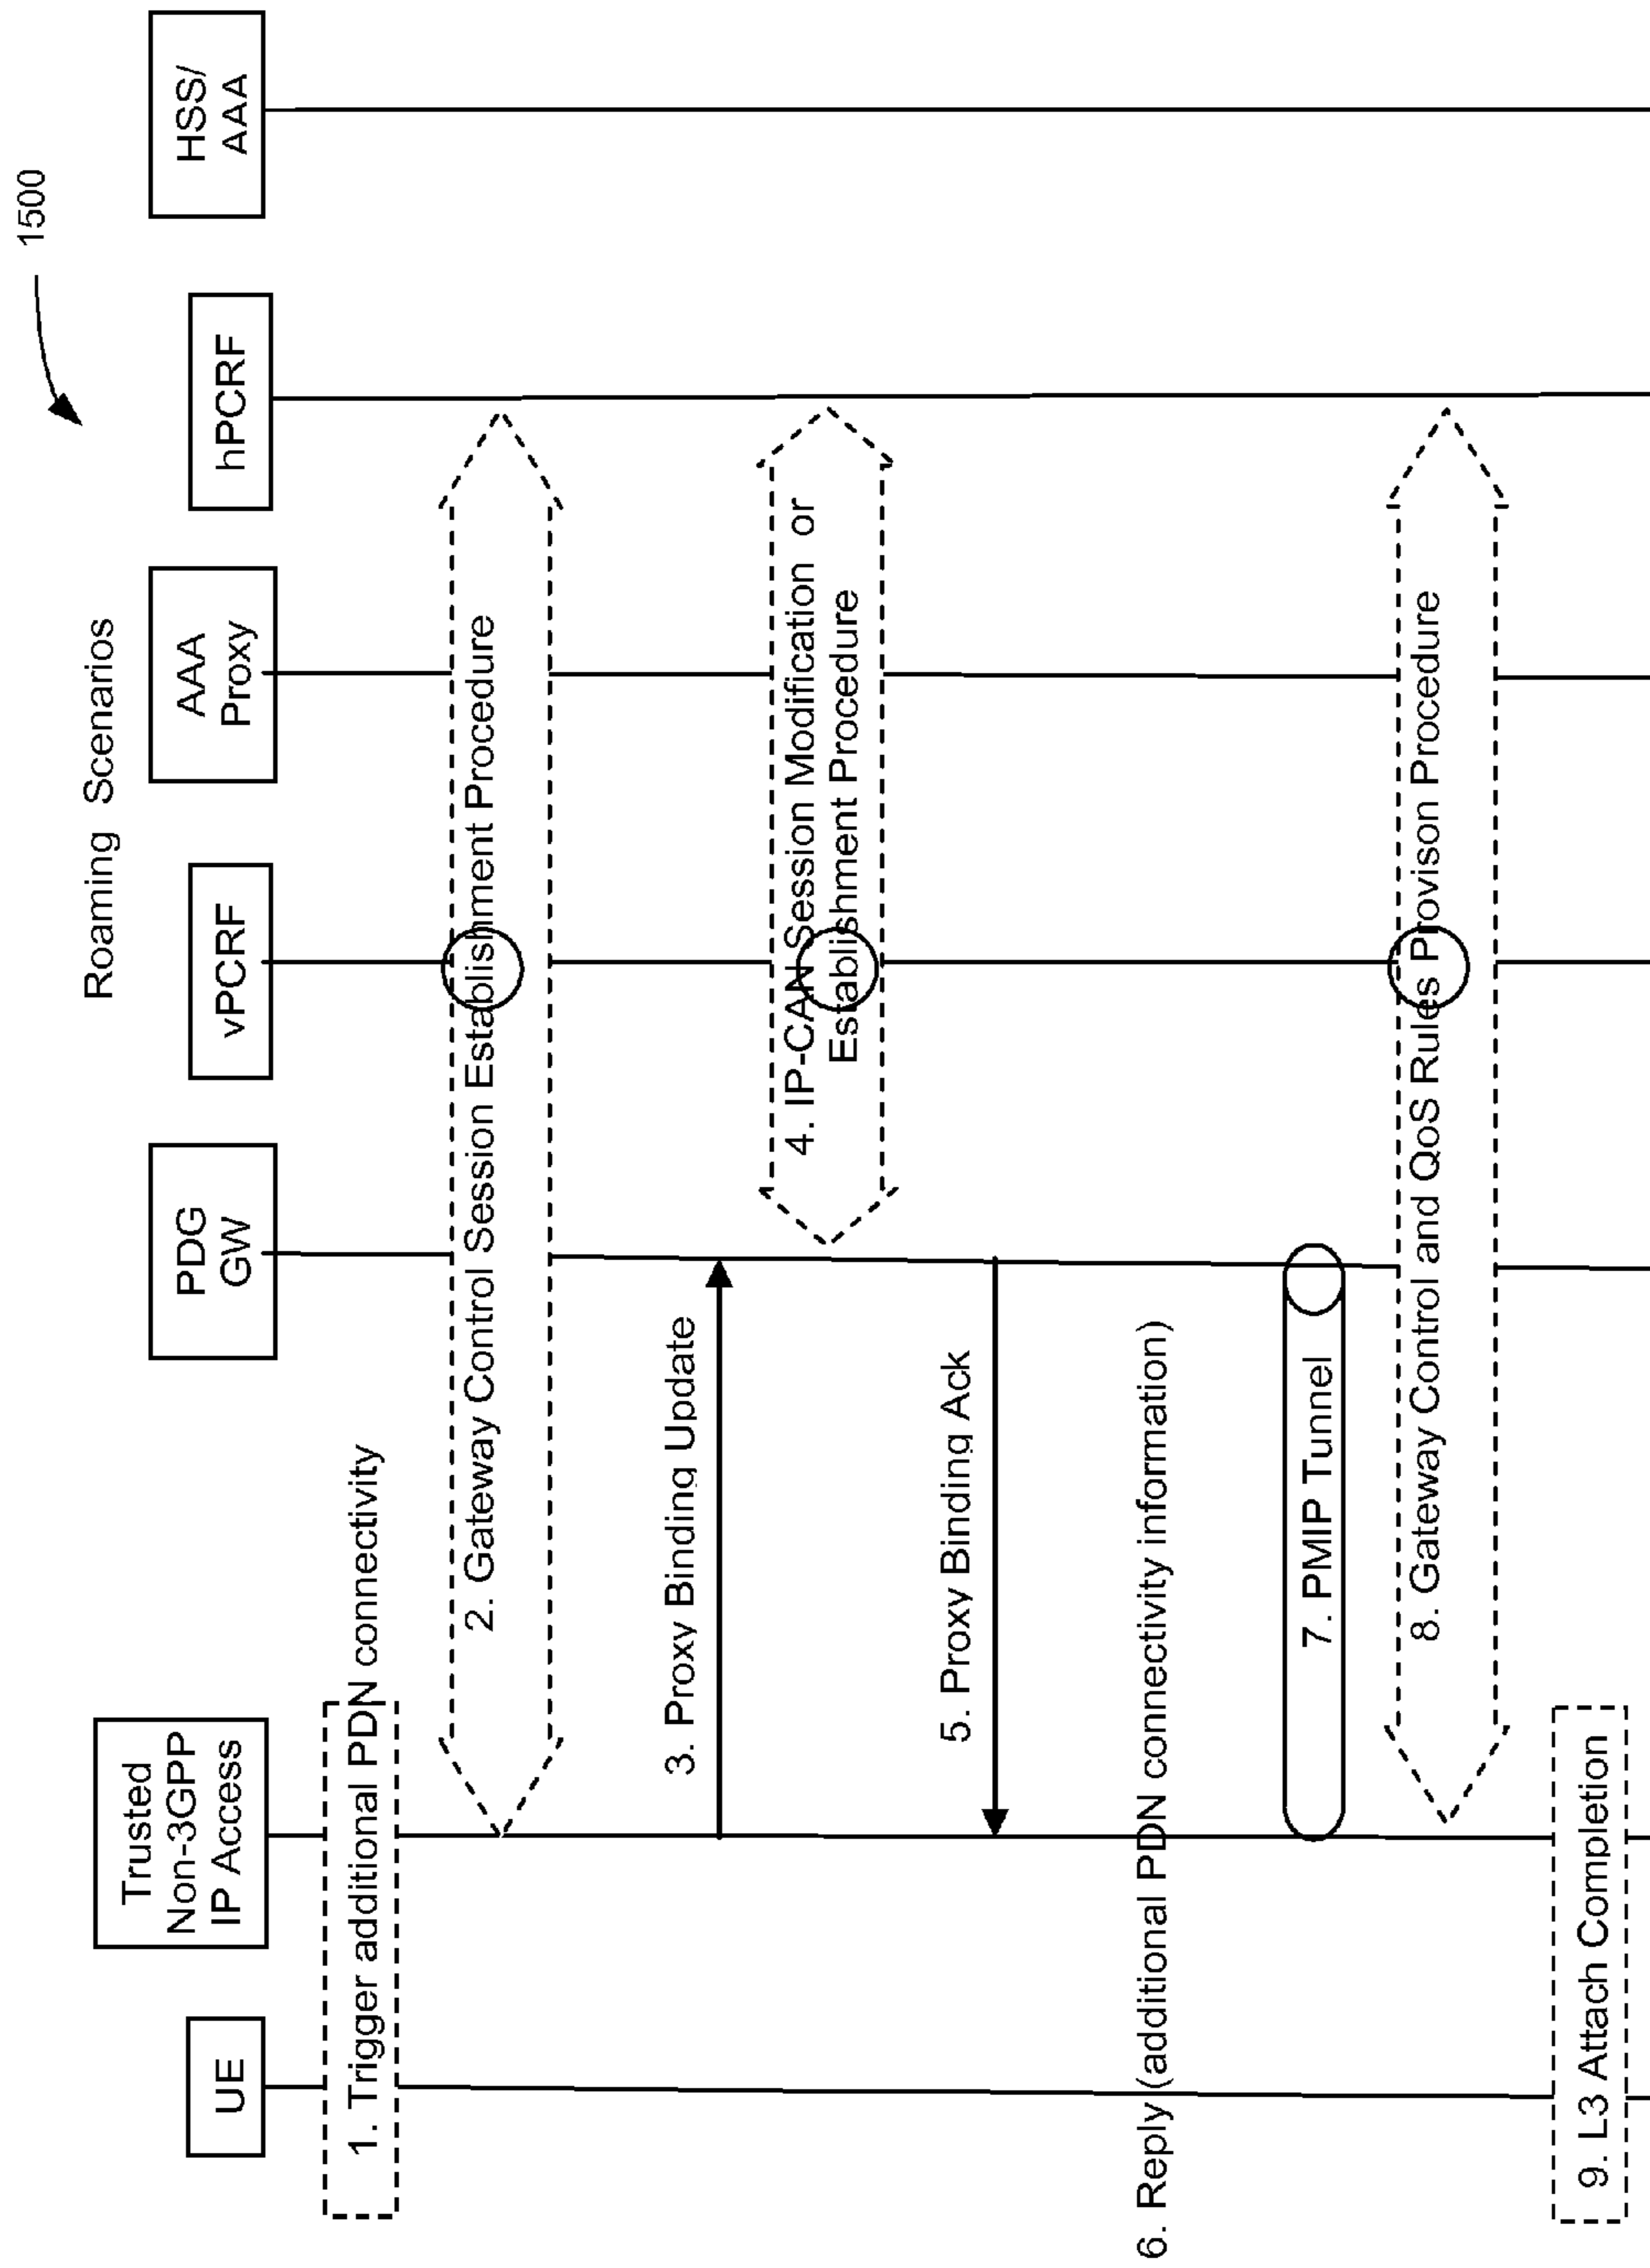 1500
Roaming Scenarios
UE
Trusted
Non-3GPP
IP Access
PDG
GW
vPCRF
AAA
Proxy
hPCRF
HSS/
AAA
1. Trigger additional PDN connectivity
2. Gateway Control Session Establishment Procedure
3. Proxy Binding Update
4. IP-CAN Session Modification or
Establishment Procedure
5. Proxy Binding Ack
6. Reply (additional PDN connectivity information)
7. PMIP Tunnel
8. Gateway Control and QoS Rules Provison Procedure
9. L3 Attach Completion